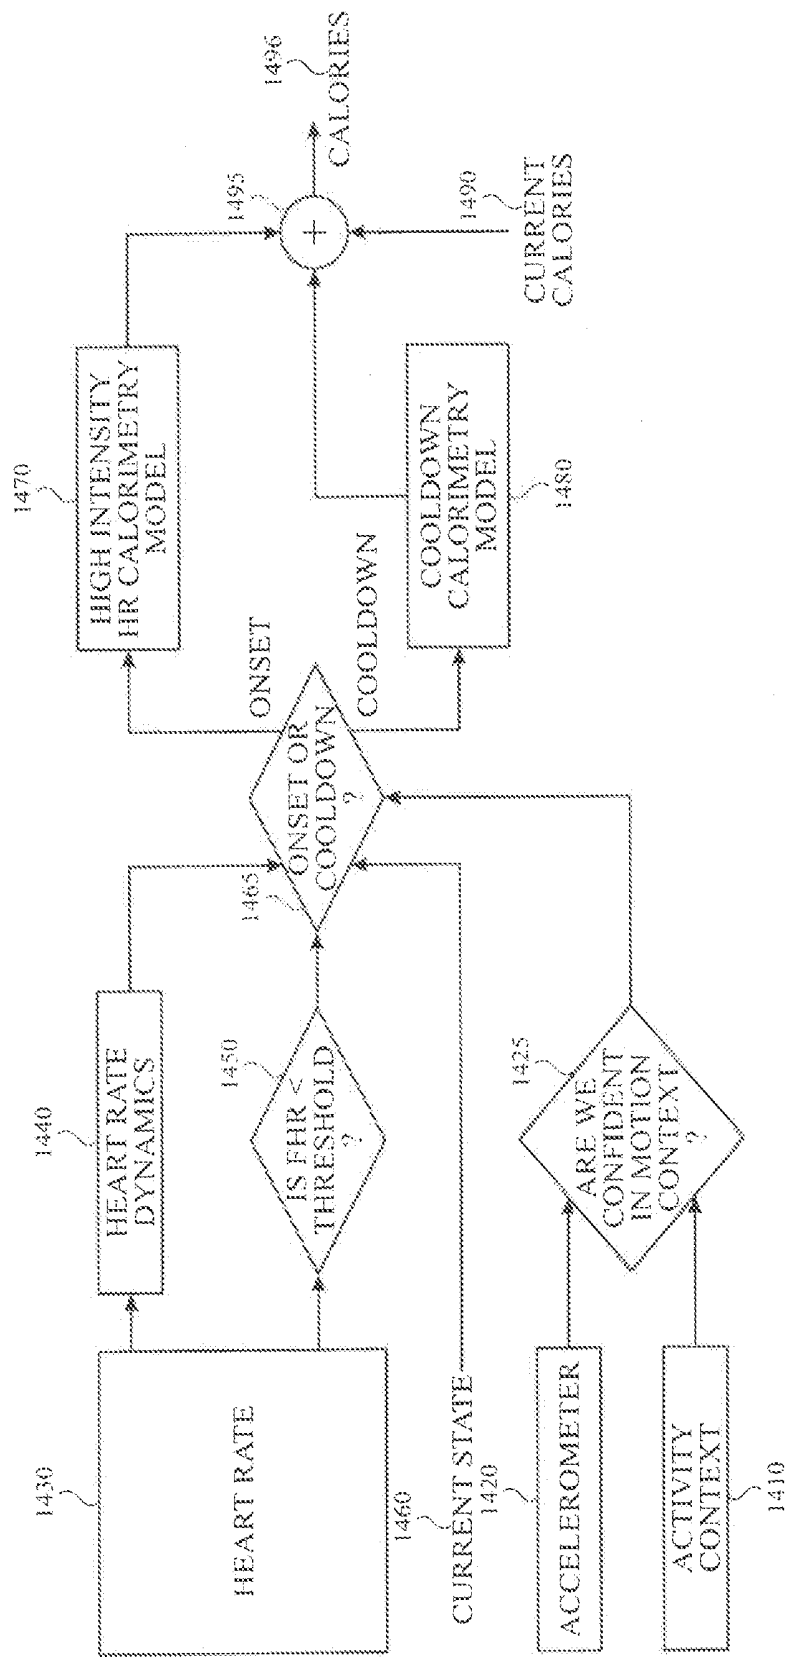 1430
HEART RATE
1440
HEART RATE
DYNAMICS
1450
IS FHR <
THRESHOLD
?
1460
CURRENT STATE
1420
ACCELEROMETER
ACTIVITY
CONTEXT
1410
1425
ARE WE
CONFIDENT
IN MOTION
CONTEXT
?
1465
ONSET OR
COOLDOWN
?
ONSET
COOLDOWN
1470
HIGH INTENSITY
HR CALORIMETRY
MODEL
COOLDOWN
CALORIMETRY
MODEL
1480
1495
+
1490
CURRENT
CALORIES
1496
CALORIES